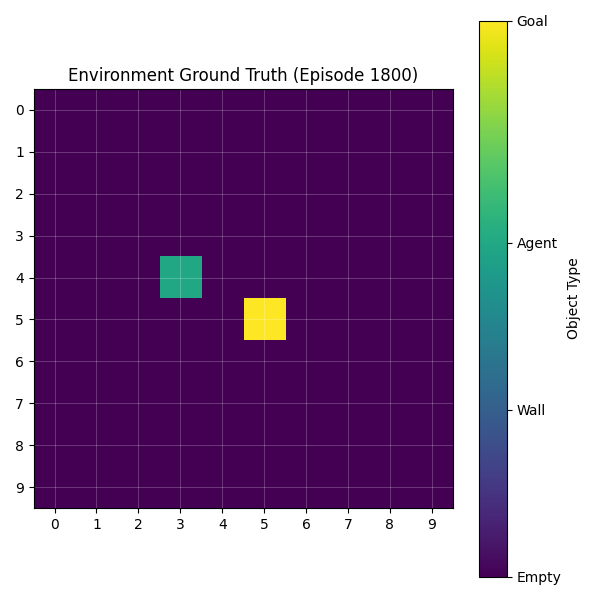 Environment Ground Truth (Episode 1800)
0
1
2
3
4
5
6
7
8
9
0 1 2 3 4 5 6 7 8 9
Goal
Agent
Wall
Empty
Object Type